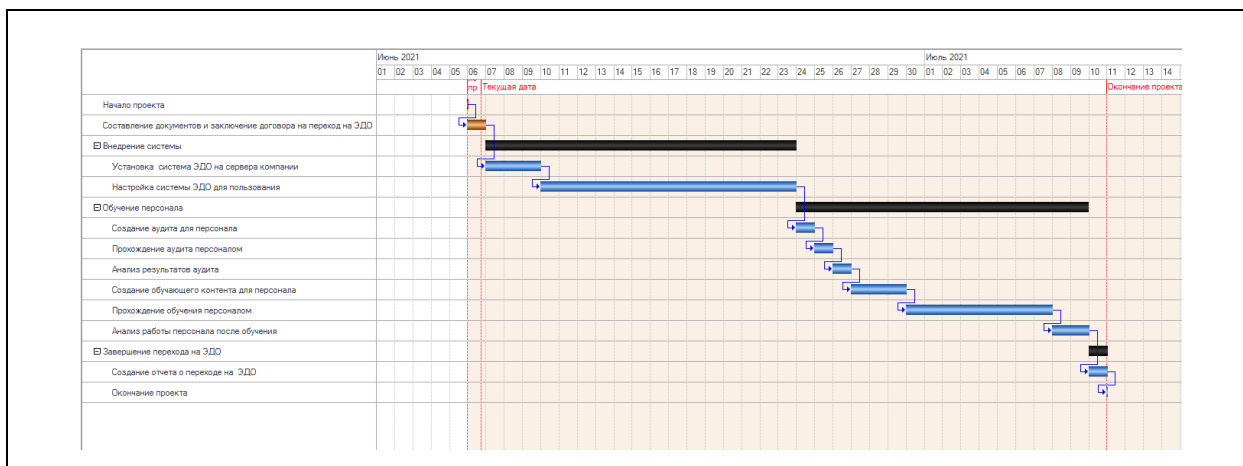 Июнь 2021 Июль 2021
01 02 03 04 05 06 07 08 09 10 11 12 13 14 15 16 17 18 19 20 21 22 23 24 25 26 27 28 29 30 01 02 03 04 05 06 07 08 09 10 11 12 13 14
пр Текущая дата Окончание проекта
Начало проекта
Составление документов и заключение договора на переход на ЭДО
Внедрение системы
Установка система ЭДО на сервера компании
Настройка системы ЭДО для пользования
Обучение персонала
Создание аудита для персонала
Прохождение аудита персоналом
Анализ результатов аудита
Создание обучающего контента для персонала
Прохождение обучения персоналом
Анализ работы персонала после обучения
Завершение перехода на ЭДО
Создание отчета о переходе на ЭДО
Окончание проекта